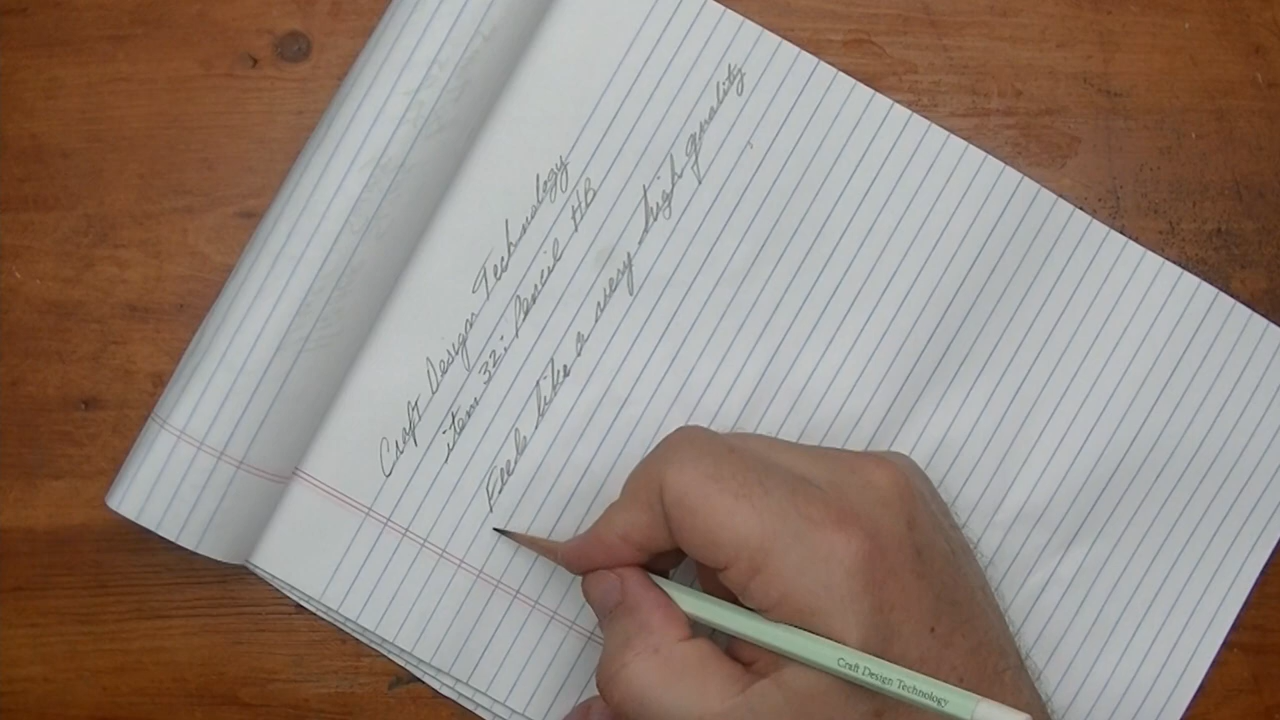 Craft Design Technology
item 32: Pencil HB
Feels like a very high quality
Craft Design Technology